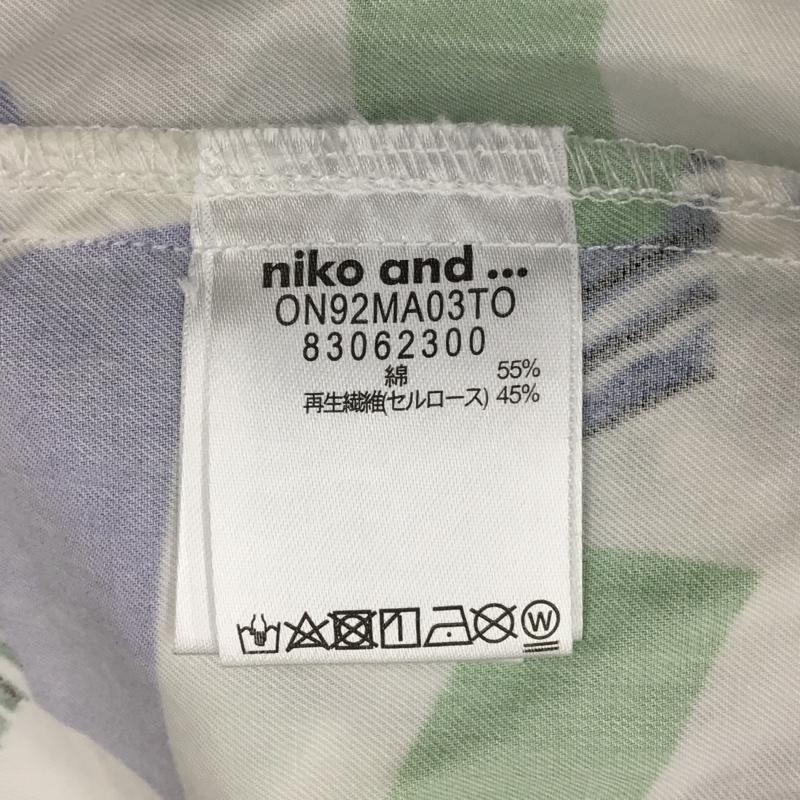 niko and ...
ON92MA03TO
83062300
綿 55%
再生繊維(セルロース) 45%
W